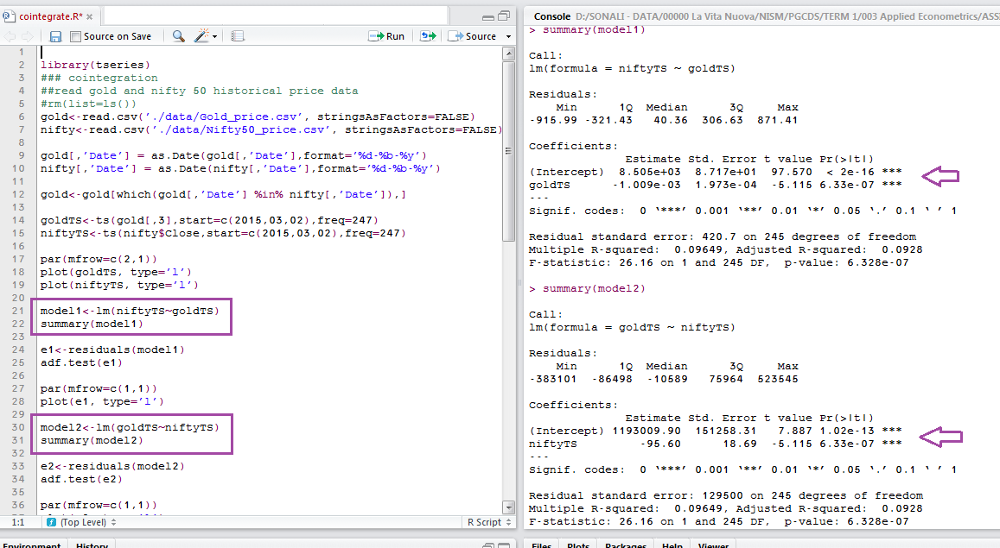 cointegrate.R*
Source on Save
Run
Source
1
2 library(tseries)
3 ### cointegration
4 ##read gold and nifty 50 historical price data
5 #rm(list=ls())
6 gold<-read.csv('./data/Gold_price.csv', stringsAsFactors=FALSE)
7 nifty<-read.csv('./data/Nifty50_price.csv', stringsAsFactors=FALSE)
8
9 gold[,'Date'] = as.Date(gold[,'Date'],format='%d-%b-%y')
10 nifty[,'Date'] = as.Date(nifty[,'Date'],format='%d-%b-%y')
11
12 gold<-gold[which(gold[,'Date'] %in% nifty[,'Date']),]
13
14 goldTS<-ts(gold[,3],start=c(2015,03,02),freq=247)
15 niftyTS<-ts(nifty$Close,start=c(2015,03,02),freq=247)
16
17 par(mfrow=c(2,1))
18 plot(goldTS, type='l')
19 plot(niftyTS, type='l')
20
21 model1<-lm(niftyTS~goldTS)
22 summary(model1)
23
24 e1<-residuals(model1)
25 adf.test(e1)
26
27 par(mfrow=c(1,1))
28 plot(e1, type='l')
29
30 model2<-lm(goldTS~niftyTS)
31 summary(model2)
32
33 e2<-residuals(model2)
34 adf.test(e2)
35
36 par(mfrow=c(1,1))
1:1 (Top Level) R Script
Environment History
Console D:/SONALI - DATA/00000 La Vita Nuova/NISM/PGCDS/TERM 1/003 Applied Econometrics/ASSI
> summary(model1)
Call:
lm(formula = niftyTS ~ goldTS)
Residuals:
Min 1Q Median 3Q Max
-915.99 -321.43 40.36 306.63 871.41
Coefficients:
Estimate Std. Error t value Pr(>|t|)
(Intercept) 8.505e+03 8.717e+01 97.570 < 2e-16 ***
goldTS -1.009e-03 1.973e-04 -5.115 6.33e-07 ***
---
Signif. codes: 0 '***' 0.001 '**' 0.01 '*' 0.05 '.' 0.1 ' ' 1
Residual standard error: 420.7 on 245 degrees of freedom
Multiple R-squared: 0.09649, Adjusted R-squared: 0.0928
F-statistic: 26.16 on 1 and 245 DF, p-value: 6.328e-07
> summary(model2)
Call:
lm(formula = goldTS ~ niftyTS)
Residuals:
Min 1Q Median 3Q Max
-383101 -86498 -10589 75964 523545
Coefficients:
Estimate Std. Error t value Pr(>|t|)
(Intercept) 1193009.90 151258.31 7.887 1.02e-13 ***
niftyTS -95.60 18.69 -5.115 6.33e-07 ***
---
Signif. codes: 0 '***' 0.001 '**' 0.01 '*' 0.05 '.' 0.1 ' ' 1
Residual standard error: 129500 on 245 degrees of freedom
Multiple R-squared: 0.09649, Adjusted R-squared: 0.0928
F-statistic: 26.16 on 1 and 245 DF, p-value: 6.328e-07
Files Plots Packages Help Viewer